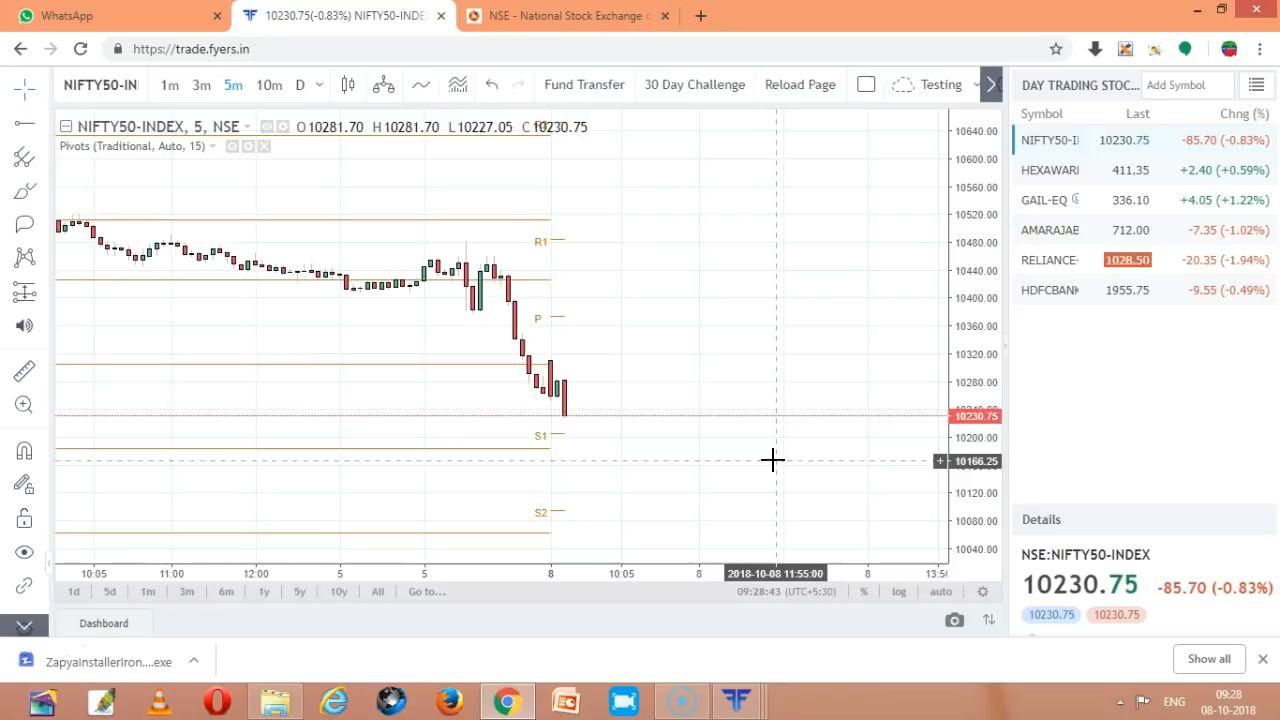 WhatsApp
10230.75(-0.83%) NIFTY50-INDEX
NSE - National Stock Exchange
https://trade.fyers.in
NIFTY50-IN 1m 3m 5m 10m D Fund Transfer 30 Day Challenge Reload Page Testing
DAY TRADING STOC... Add Symbol
NIFTY50-INDEX, 5, NSE O10281.70 H10281.70 L10227.05 C10230.75
Pivots (Traditional, Auto, 15)
R1
P
S1
S2
10640.00
10600.00
10560.00
10520.00
10480.00
10440.00
10400.00
10360.00
10320.00
10280.00
10230.75
10200.00
10166.25
10120.00
10080.00
10040.00
10:05 11:00 12:00 5 5 8 10:05 8 2018-10-08 11:55:00 8 13:50
1d 5d 1m 3m 6m 1y 5y 10y All Go to... 09:28:43 (UTC+5:30) % log auto
Dashboard
Symbol Last Chng (%)
NIFTY50-I 10230.75 -85.70 (-0.83%)
HEXAWAR 411.35 +2.40 (+0.59%)
GAIL-EQ 336.10 +4.05 (+1.22%)
AMARAJAB 712.00 -7.35 (-1.02%)
RELIANCE- 1028.50 -20.35 (-1.94%)
HDFCBANK 1955.75 -9.55 (-0.49%)
Details
NSE:NIFTY50-INDEX
10230.75 -85.70 (-0.83%)
10230.75 10230.75
ZapyaInstallerIron....exe
Show all
ENG
09:28
08-10-2018